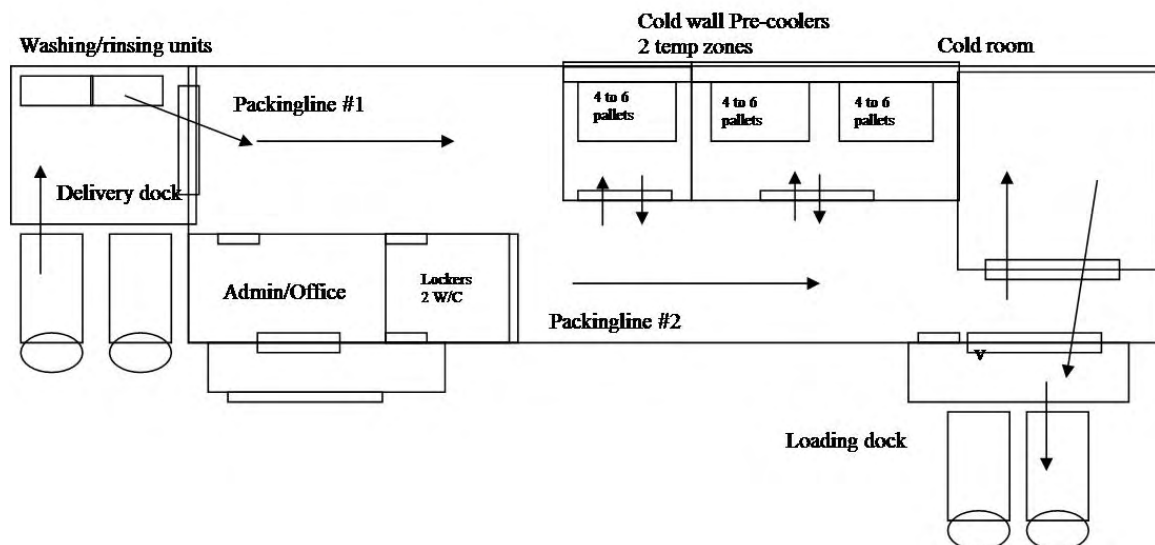 Washing/rinsing units
Cold wall Pre-coolers
2 temp zones
Cold room
Packingline #1
4 to 6
pallets
4 to 6
pallets
4 to 6
pallets
Delivery dock
Admin/Office
Lockers
2 W/C
Packingline #2
v
Loading dock